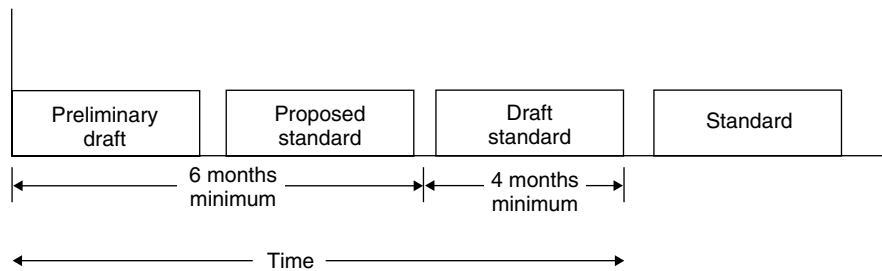 Preliminary
draft
Proposed
standard
Draft
standard
Standard
6 months
minimum
4 months
minimum
Time